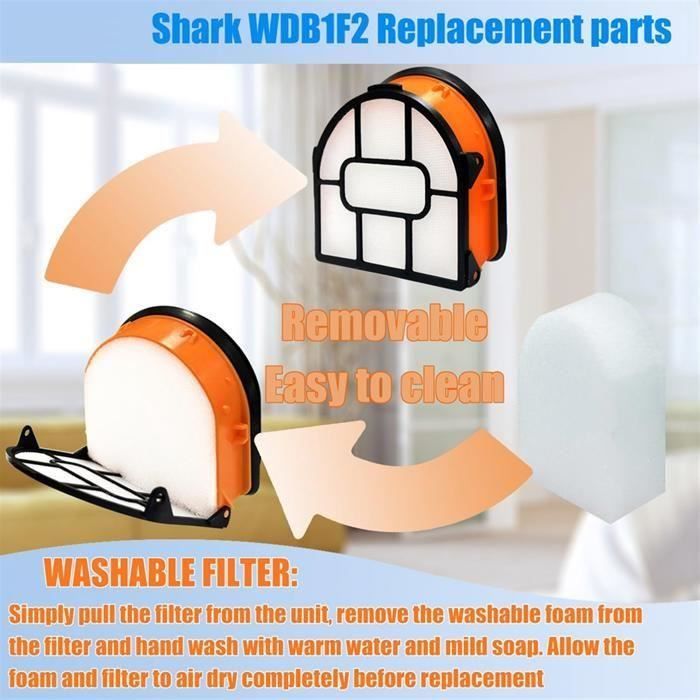 Shark WDB1F2 Replacement parts
Removable
Easy to clean
WASHABLE FILTER:
Simply pull the filter from the unit, remove the washable foam from
the filter and hand wash with warm water and mild soap. Allow the
foam and filter to air dry completely before replacement